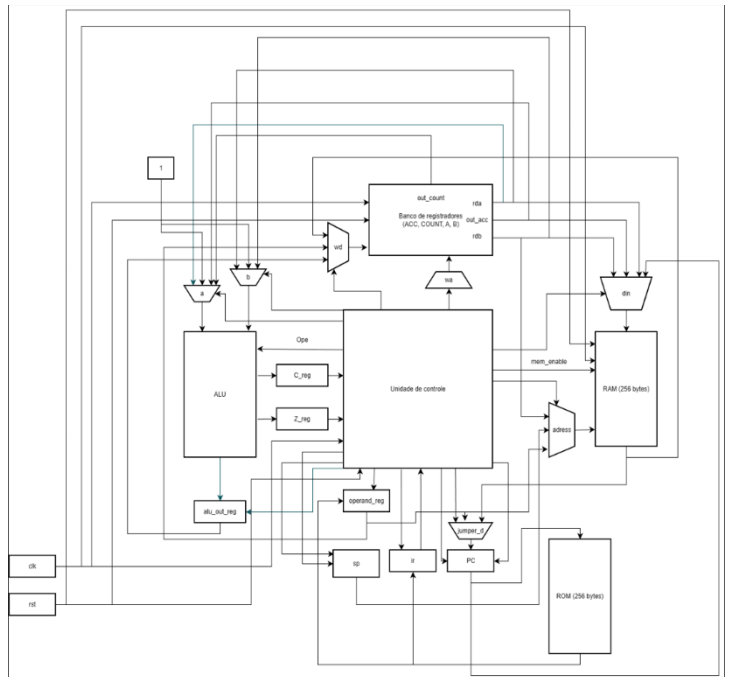 out_count
rda
1
Banco de registradores
(ACC, COUNT, A, B)
out_acc
rdb
wd
b
wa
a
din
Ope
mem_enable
C_reg
ALU
Unidade de controle
RAM (256 bytes)
Z_reg
adress
operand_reg
alu_out_reg
jumper_d
clk
sp
ir
PC
rst
ROM (256 bytes)